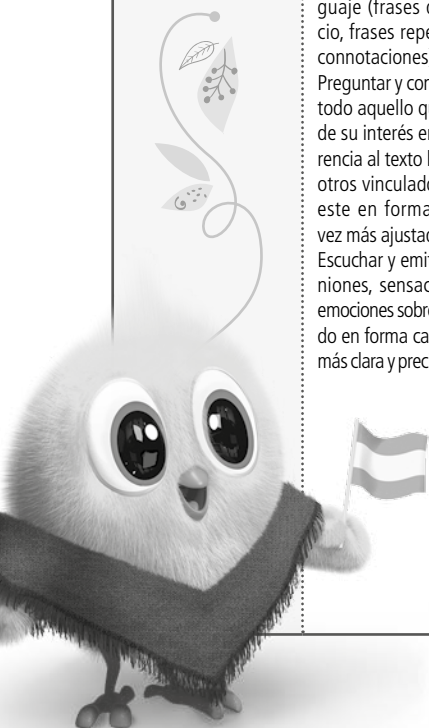 guaje (frases
cio, frases repe
connotaciones
Preguntar y con
todo aquello q
de su interés en
rencia al texto
otros vinculado
este en forma
vez más ajustad
Escuchar y emit
niones, sensac
emociones sobre
do en forma ca
más clara y prec